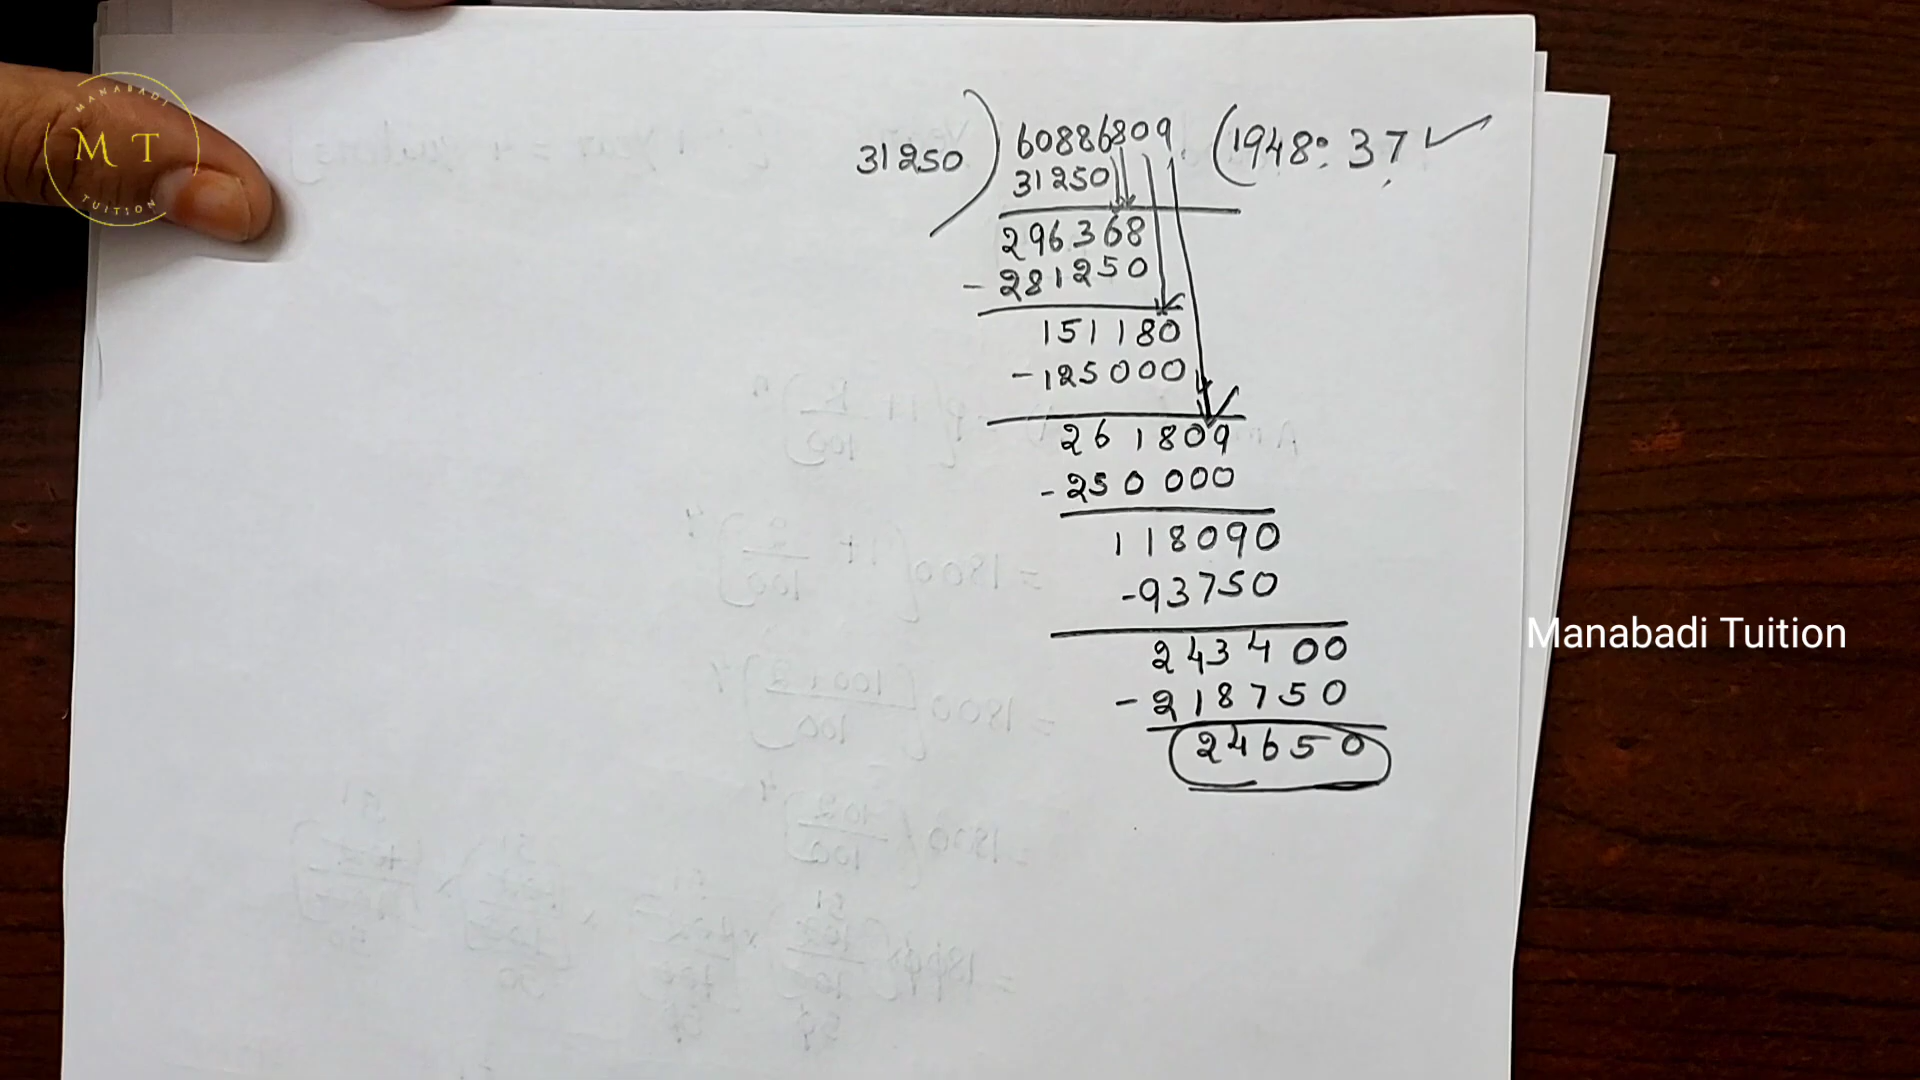 MANABADI
M T
TUITION
31250 ) 60886809 ( 1948.37 ✓
31250
296368
- 281250
151180
- 125000
261809
- 250000
118090
- 93750
243400
- 218750
24650
Manabadi Tuition